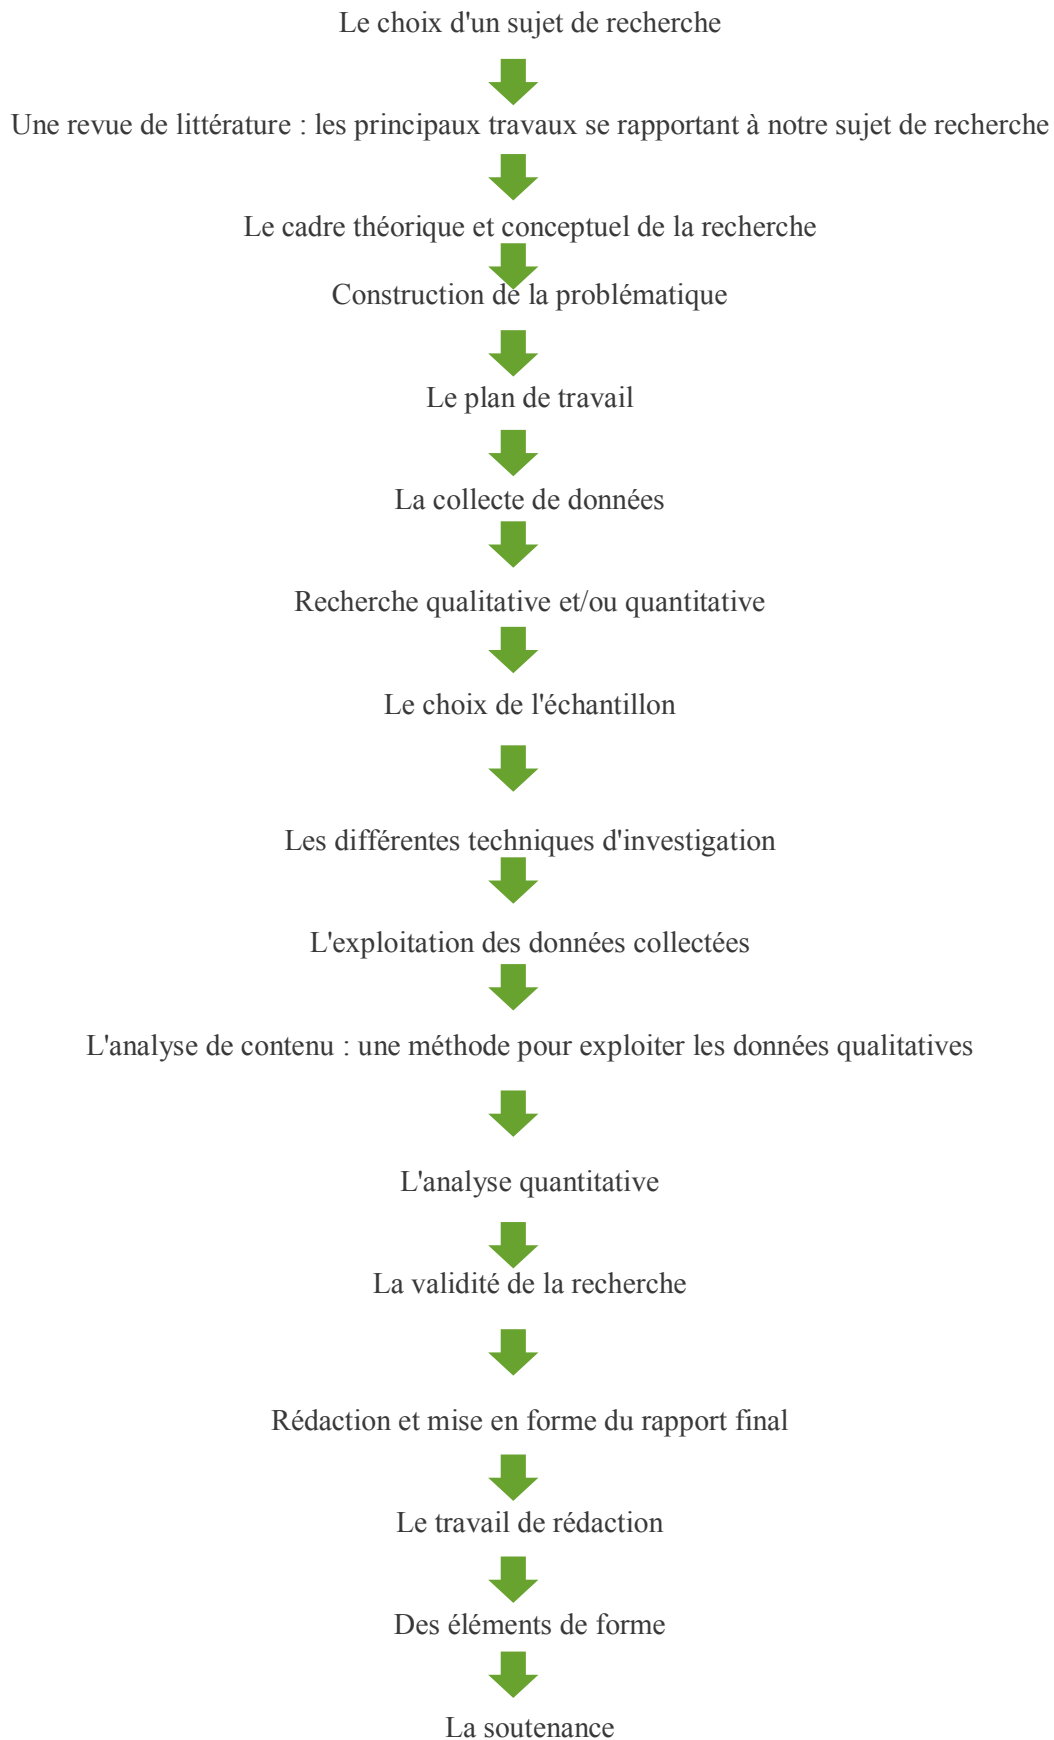 Le choix d'un sujet de recherche
Une revue de littérature : les principaux travaux se rapportant à notre sujet de recherche
Le cadre théorique et conceptuel de la recherche
Construction de la problématique
Le plan de travail
La collecte de données
Recherche qualitative et/ou quantitative
Le choix de l'échantillon
Les différentes techniques d'investigation
L'exploitation des données collectées
L'analyse de contenu : une méthode pour exploiter les données qualitatives
L'analyse quantitative
La validité de la recherche
Rédaction et mise en forme du rapport final
Le travail de rédaction
Des éléments de forme
La soutenance